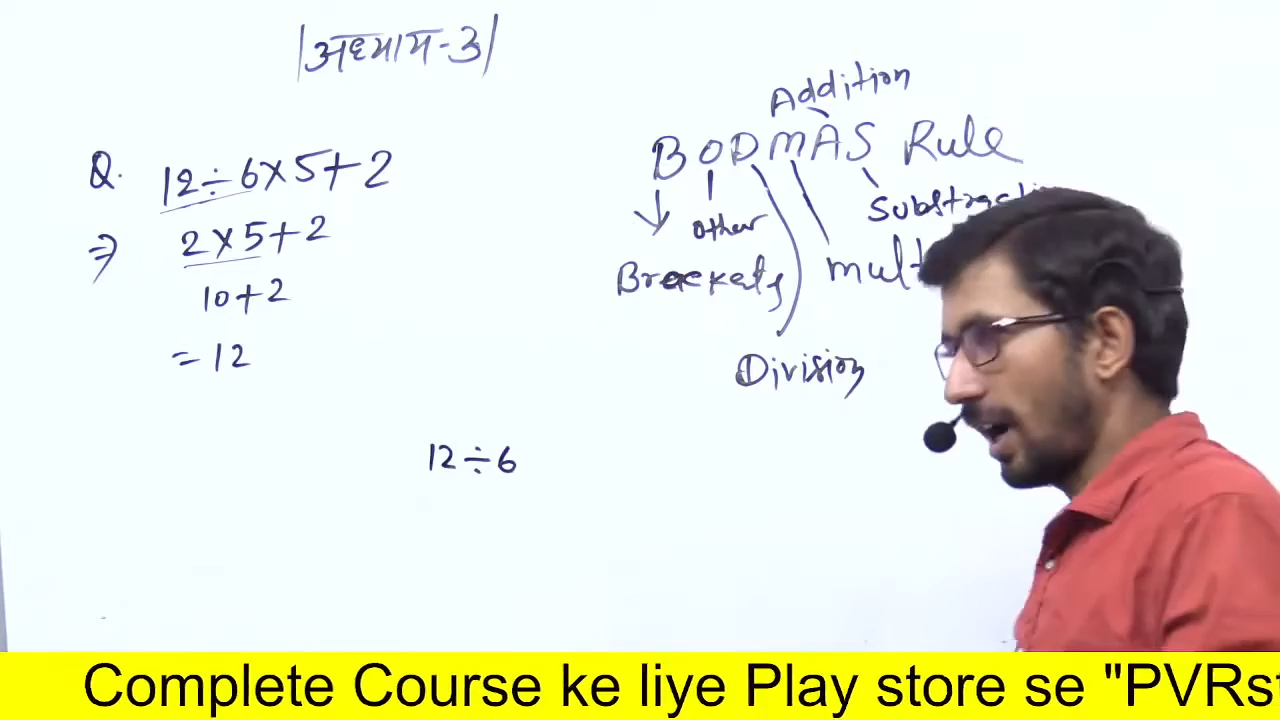 |अध्याय-3|
Q. 12÷6×5+2
⇒ 2×5+2
10+2
= 12
12÷6
Addition
BODMAS Rule
Other
Brackets
Division
Complete Course ke liye Play store se "PVRs